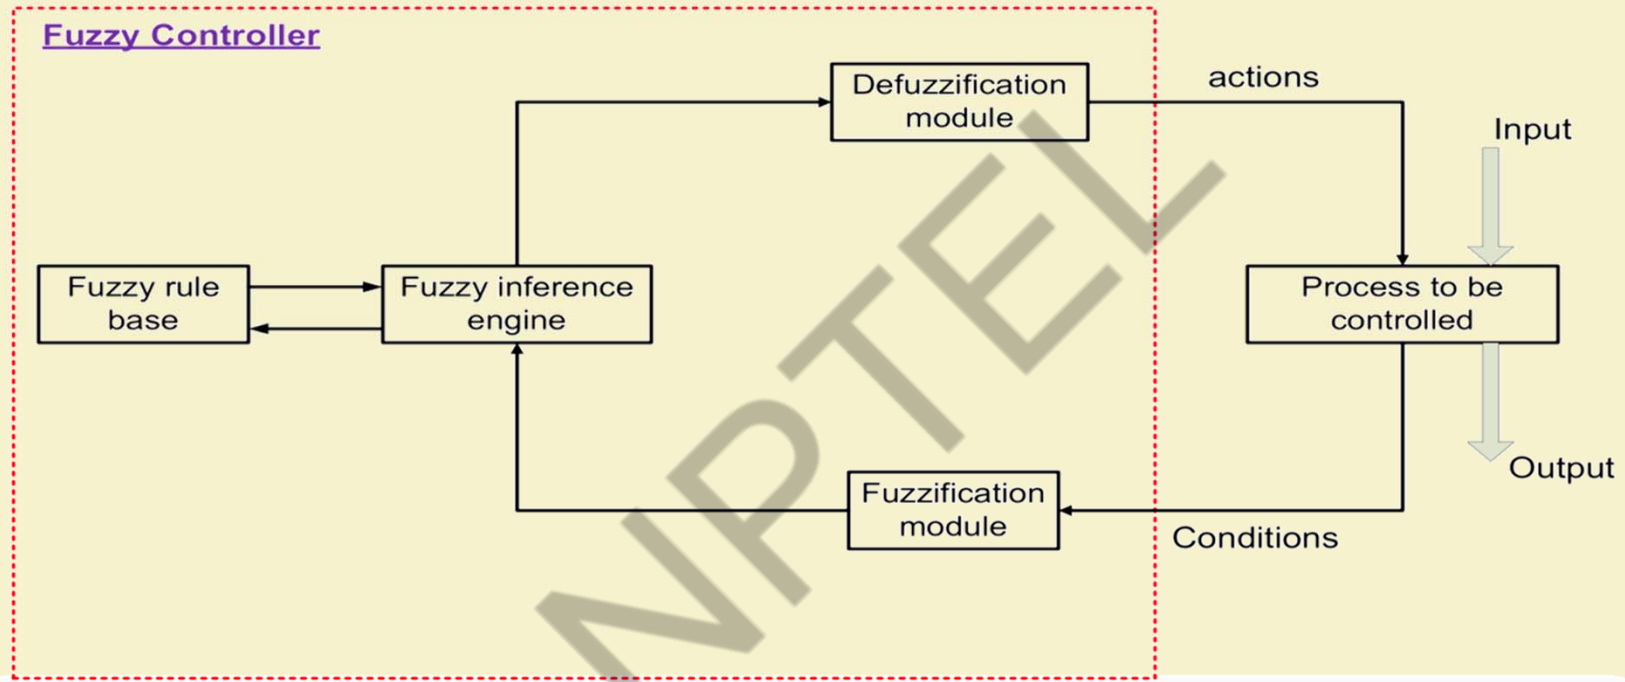 Fuzzy Controller
Defuzzification
module
actions
Input
Fuzzy rule
base
Fuzzy inference
engine
Process to be
controlled
Output
Fuzzification
module
Conditions
NPTEL